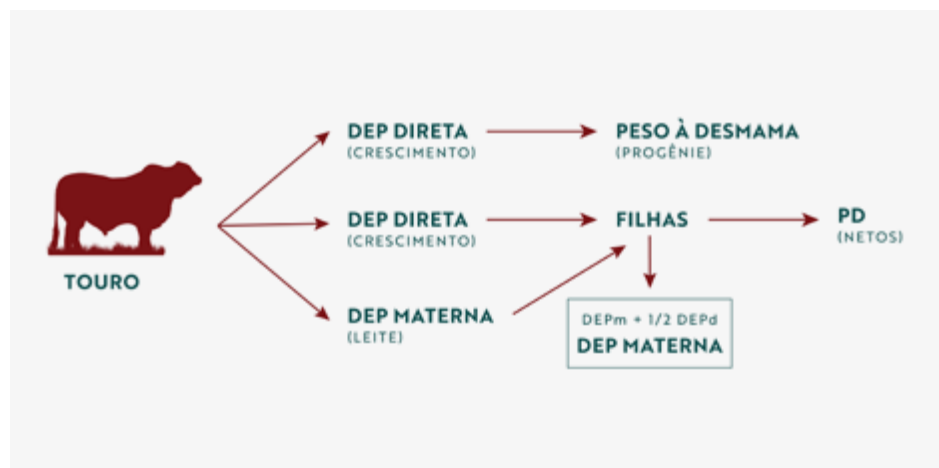 DEP DIRETA
(CRESCIMENTO)
PESO À DESMAMA
(PROGÊNIE)
TOURO
DEP DIRETA
(CRESCIMENTO)
FILHAS
PD
(NETOS)
DEP MATERNA
(LEITE)
DEPm + 1/2 DEPd
DEP MATERNA